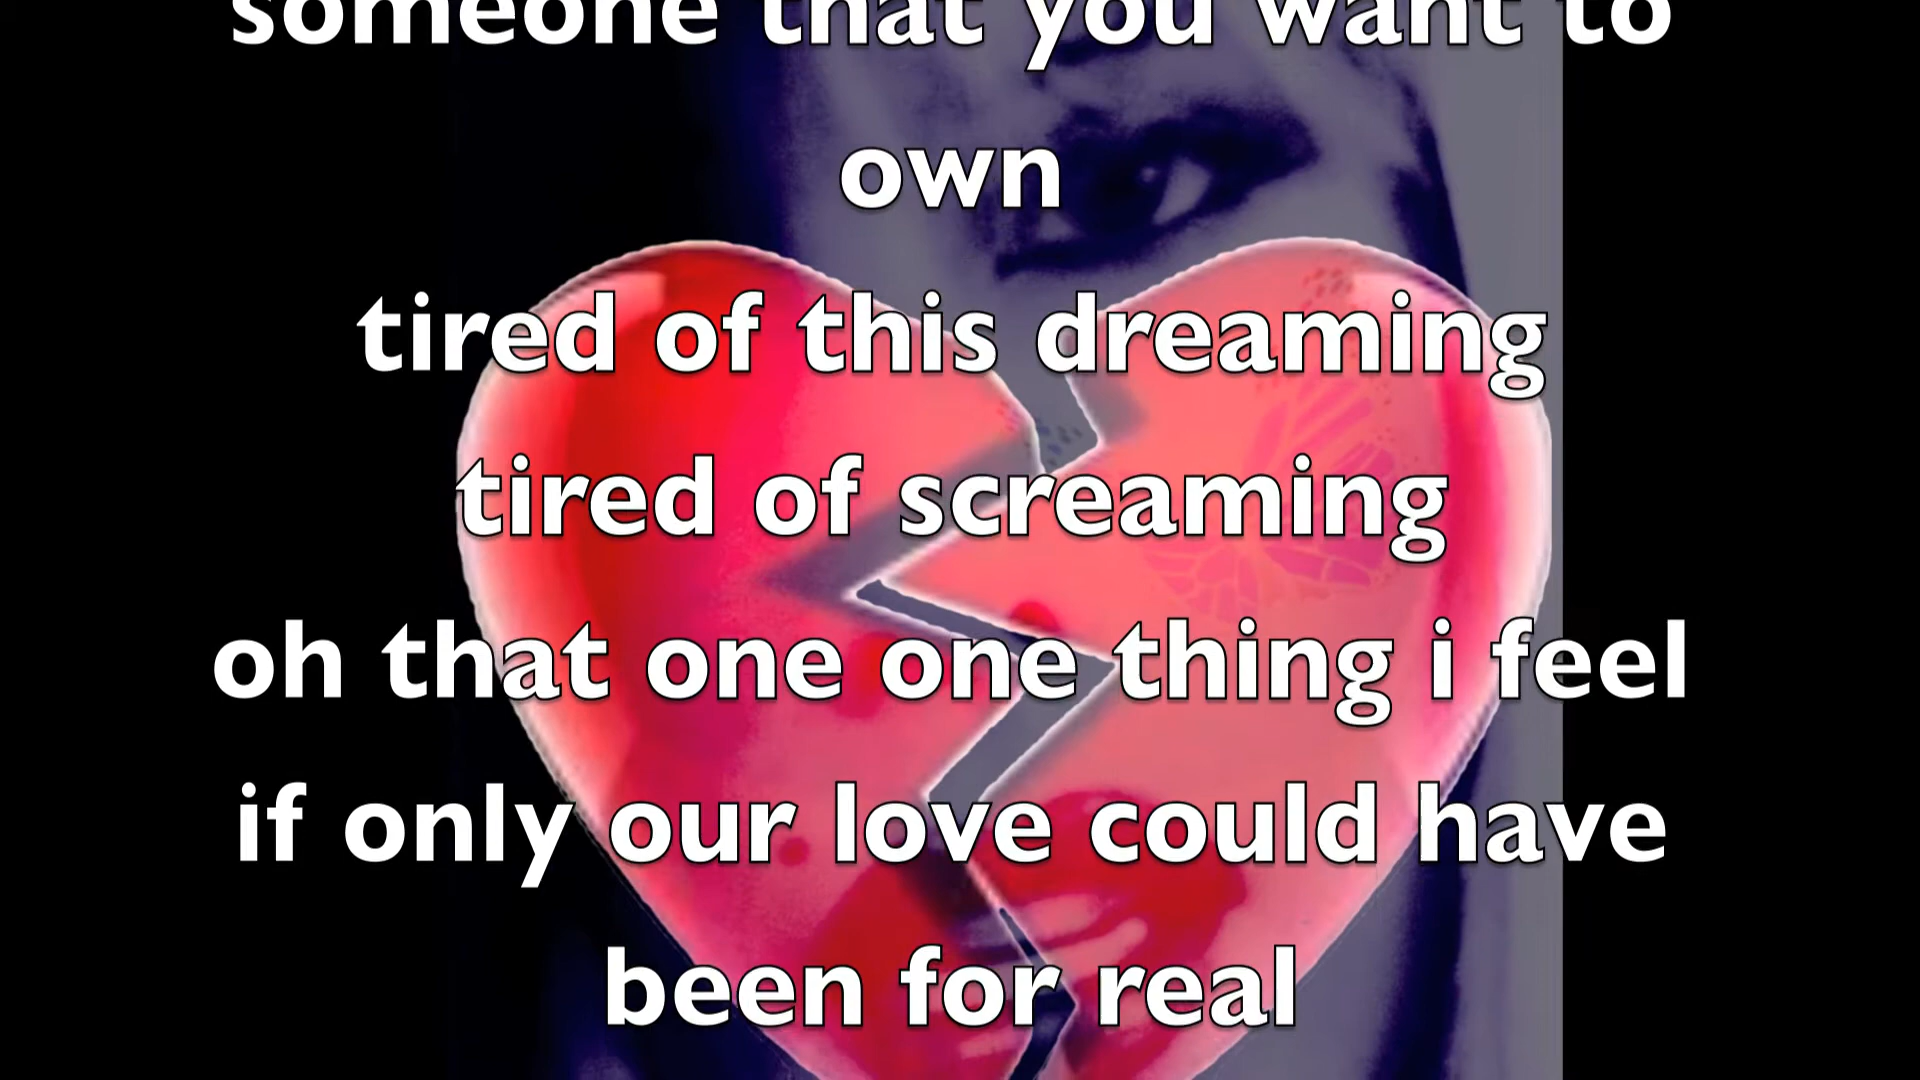 someone that you want to
own
tired of this dreaming
tired of screaming
oh that one one thing i feel
if only our love could have
been for real